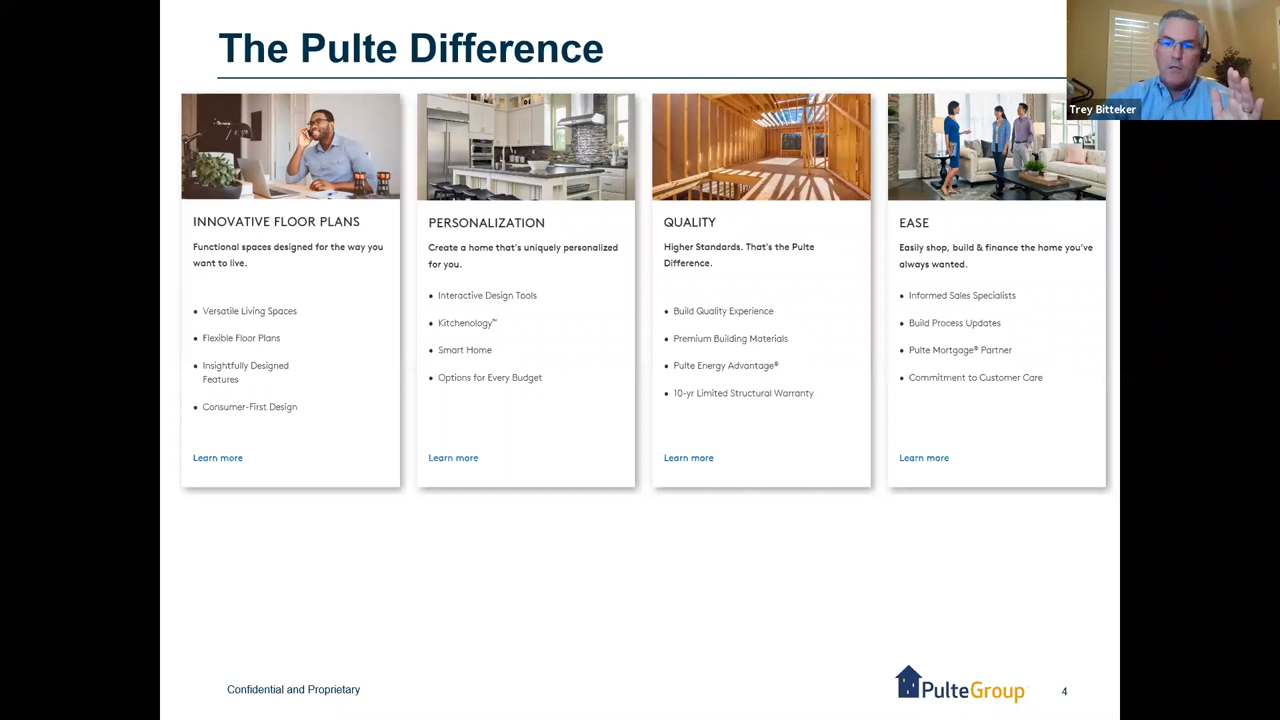 The Pulte Difference
Trey Bitteker
INNOVATIVE FLOOR PLANS
Functional spaces designed for the way you
want to live.
• Versatile Living Spaces
• Flexible Floor Plans
• Insightfully Designed
Features
• Consumer-First Design
Learn more
PERSONALIZATION
Create a home that's uniquely personalized
for you.
• Interactive Design Tools
• Kitchenology™
• Smart Home
• Options for Every Budget
Learn more
QUALITY
Higher Standards. That's the Pulte
Difference.
• Build Quality Experience
• Premium Building Materials
• Pulte Energy Advantage®
• 10-yr Limited Structural Warranty
Learn more
EASE
Easily shop, build & finance the home you've
always wanted.
• Informed Sales Specialists
• Build Process Updates
• Pulte Mortgage® Partner
• Commitment to Customer Care
Learn more
Confidential and Proprietary
PulteGroup
4